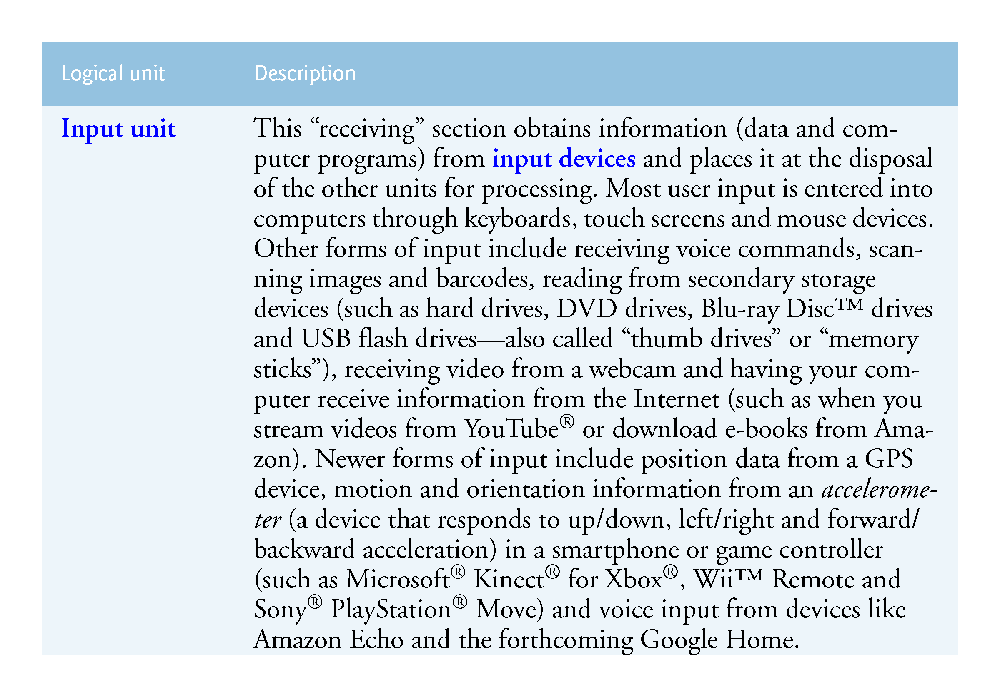 Logical unit Description
Input unit This “receiving” section obtains information (data and com-
puter programs) from input devices and places it at the disposal
of the other units for processing. Most user input is entered into
computers through keyboards, touch screens and mouse devices.
Other forms of input include receiving voice commands, scan-
ning images and barcodes, reading from secondary storage
devices (such as hard drives, DVD drives, Blu-ray Disc™ drives
and USB flash drives—also called “thumb drives” or “memory
sticks”), receiving video from a webcam and having your com-
puter receive information from the Internet (such as when you
stream videos from YouTube® or download e-books from Ama-
zon). Newer forms of input include position data from a GPS
device, motion and orientation information from an accelerome-
ter (a device that responds to up/down, left/right and forward/
backward acceleration) in a smartphone or game controller
(such as Microsoft® Kinect® for Xbox®, Wii™ Remote and
Sony® PlayStation® Move) and voice input from devices like
Amazon Echo and the forthcoming Google Home.